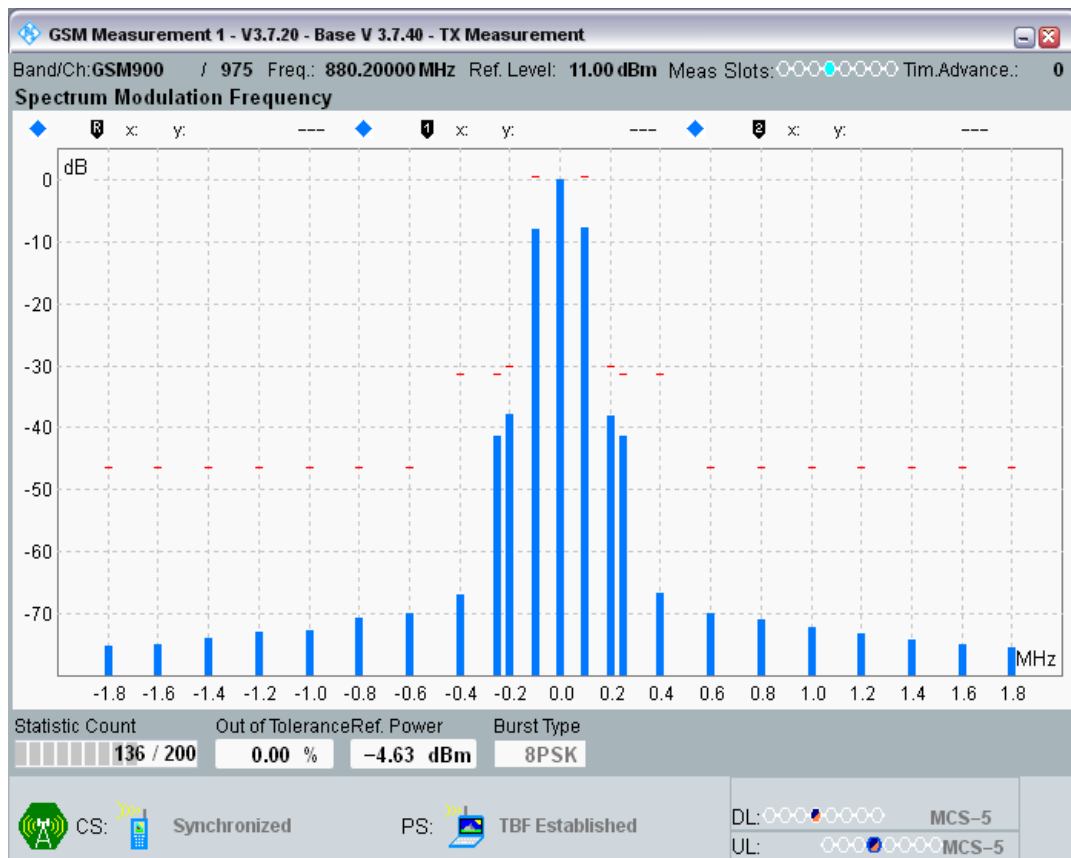 GSM Measurement 1 - V3.7.20 - Base V 3.7.40 - TX Measurement
Band/Ch:GSM900 / 975 Freq.: 880.20000 MHz Ref. Level: 11.00 dBm Meas Slots: Tim.Advance.: 0
Spectrum Modulation Frequency
R x: y: --- 1 x: y: --- 2 x: y: ---
dB
0
-10
-20
-30
-40
-50
-60
-70
MHz
-1.8 -1.6 -1.4 -1.2 -1.0 -0.8 -0.6 -0.4 -0.2 0.0 0.2 0.4 0.6 0.8 1.0 1.2 1.4 1.6 1.8
Statistic Count Out of Tolerance Ref. Power Burst Type
136 / 200 0.00 % −4.63 dBm 8PSK
CS: Synchronized PS: TBF Established
DL: MCS−5
UL: MCS−5